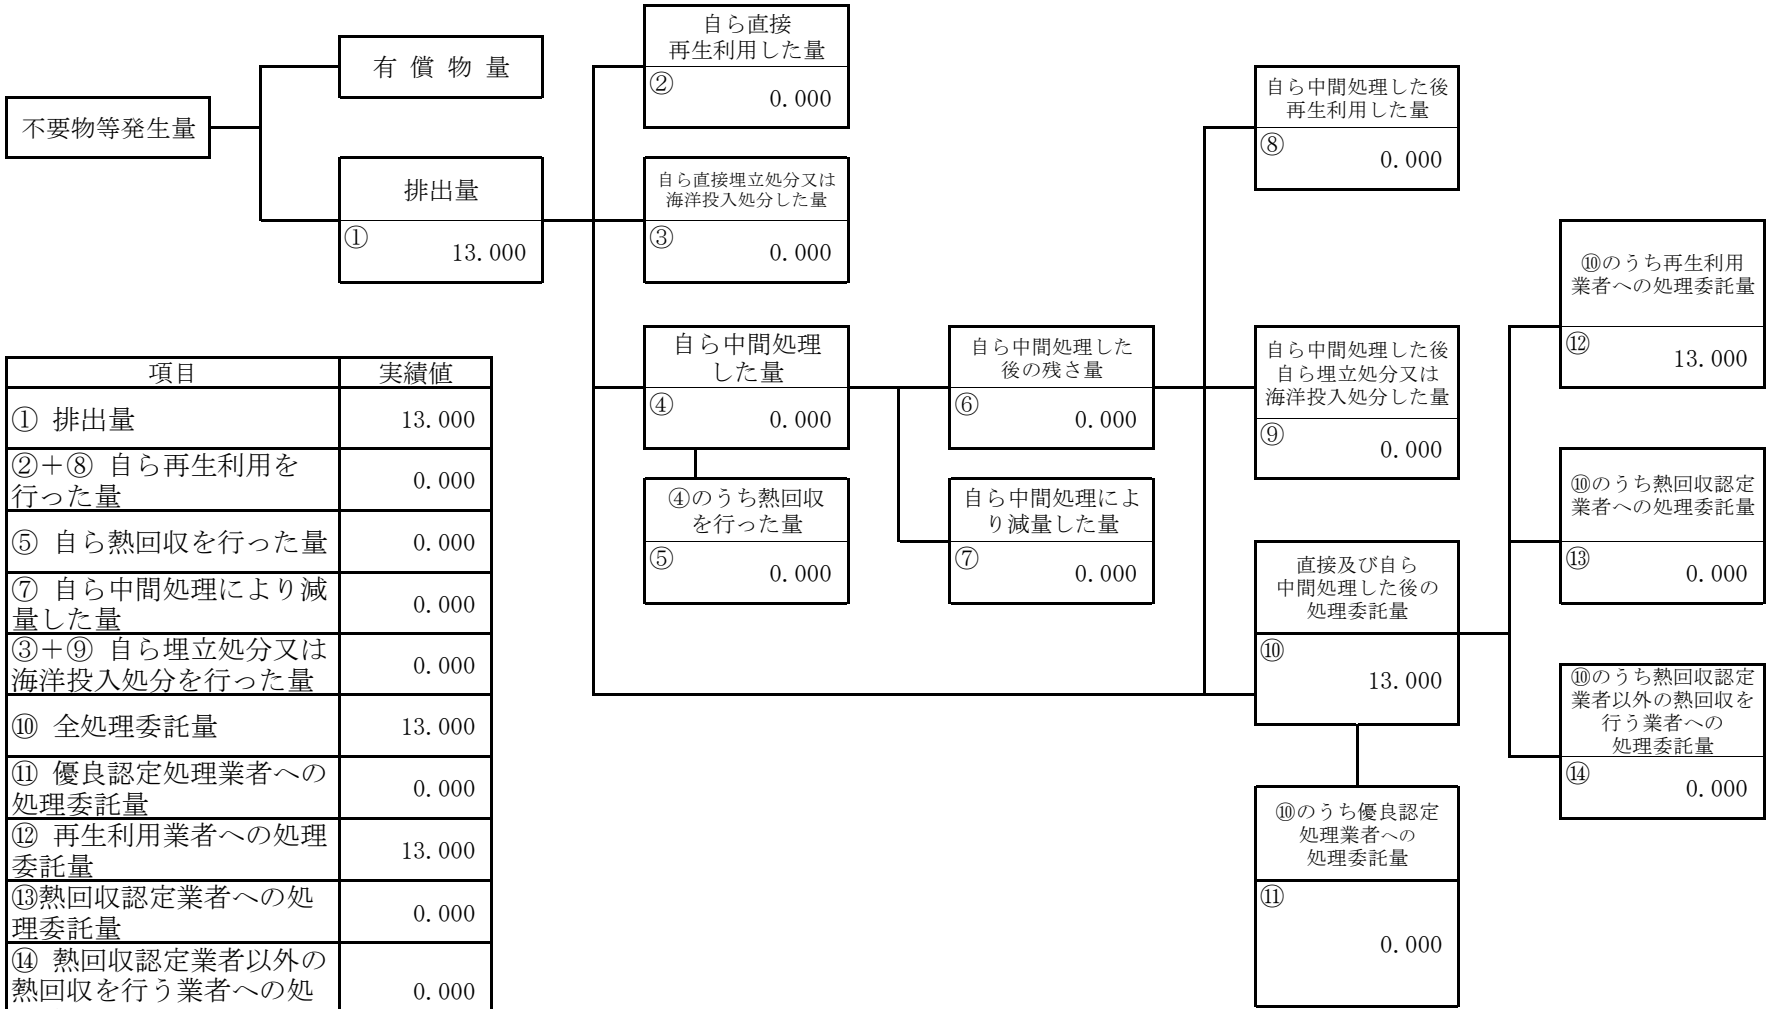 不要物等発生量
有 償 物 量
排出量
①
13.000
自ら直接
再生利用した量
②
0.000
自ら直接埋立処分又は
海洋投入処分した量
③
0.000
自ら中間処理
した量
④
0.000
④のうち熱回収
を行った量
⑤
0.000
自ら中間処理した
後の残さ量
⑥
0.000
自ら中間処理によ
り減量した量
⑦
0.000
自ら中間処理した後
再生利用した量
⑧
0.000
自ら中間処理した後
自ら埋立処分又は
海洋投入処分した量
⑨
0.000
直接及び自ら
中間処理した後の
処理委託量
⑩
13.000
⑩のうち優良認定
処理業者への
処理委託量
⑪
0.000
⑩のうち再生利用
業者への処理委託量
⑫
13.000
⑩のうち熱回収認定
業者への処理委託量
⑬
0.000
⑩のうち熱回収認定
業者以外の熱回収を
行う業者への
処理委託量
⑭
0.000
項目 実績値
① 排出量 13.000
②＋⑧ 自ら再生利用を
行った量 0.000
⑤ 自ら熱回収を行った量 0.000
⑦ 自ら中間処理により減
量した量 0.000
③＋⑨ 自ら埋立処分又は
海洋投入処分を行った量 0.000
⑩ 全処理委託量 13.000
⑪ 優良認定処理業者への
処理委託量 0.000
⑫ 再生利用業者への処理
委託量 13.000
⑬熱回収認定業者への処
理委託量 0.000
⑭ 熱回収認定業者以外の
熱回収を行う業者への処 0.000